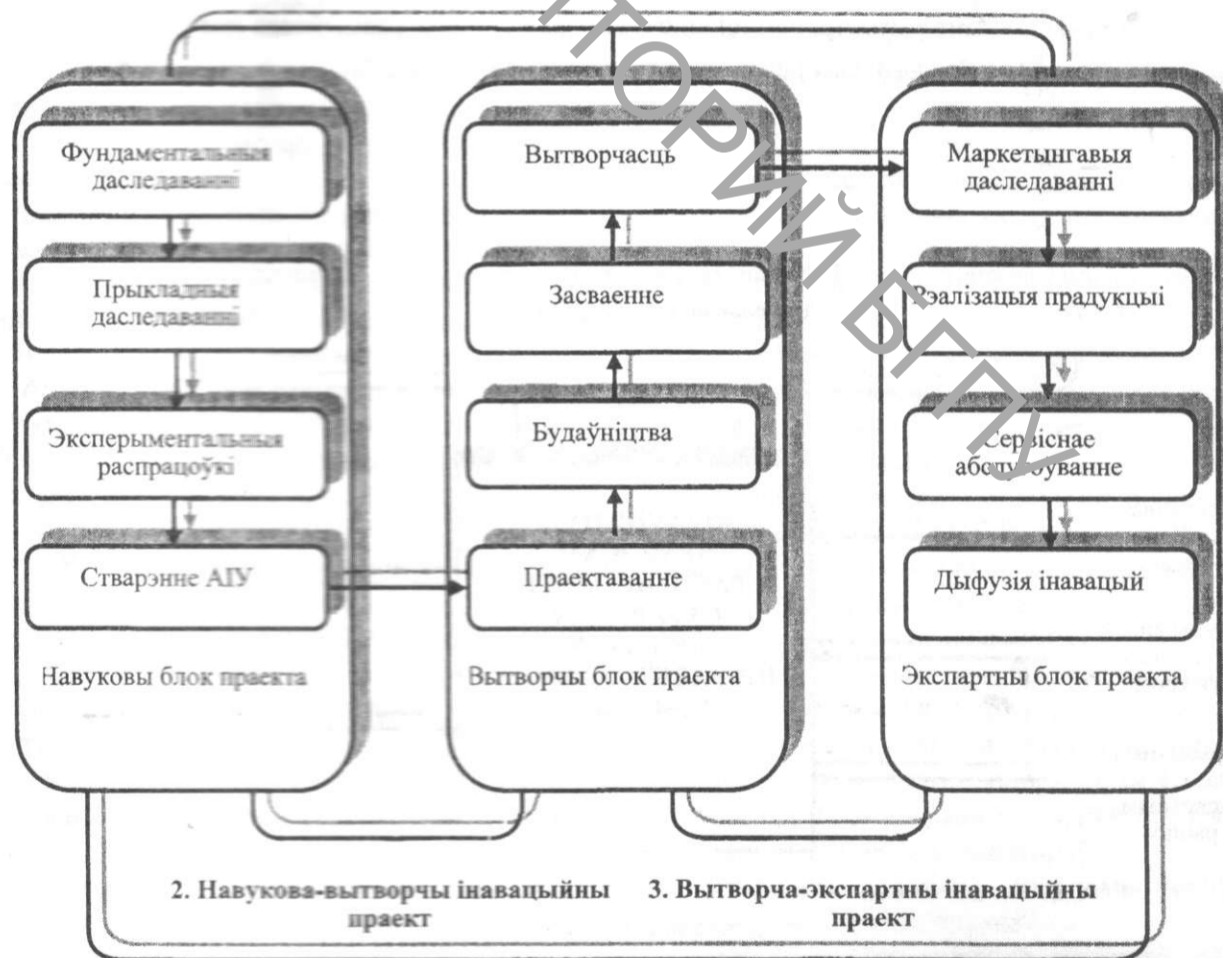 Фундаментальныя
даследаванні
Прыкладныя
даследаванні
Эксперыментальныя
распрацоўкі
Стварэнне АІУ
Навуковы блок праекта
Вытворчасць
Засваенне
Будаўніцтва
Праектаванне
Вытворчы блок праекта
Маркетынгавыя
даследаванні
Рэалізацыя прадукцыі
Сервіснае
абслугоўванне
Дыфузія інавацый
Экспартны блок праекта
2. Навукова-вытворчы інавацыйны
праект
3. Вытворча-экспартны інавацыйны
праект
ТОРИЙ БГПУ